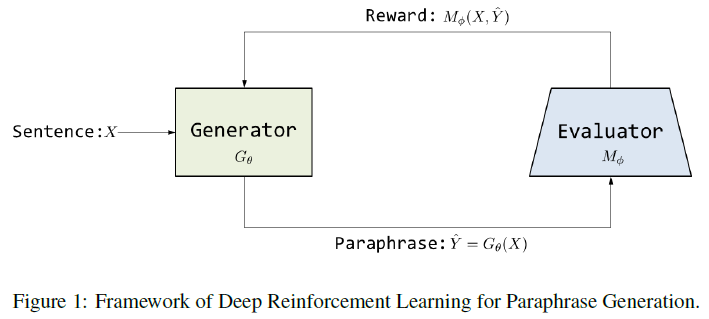 Reward: M_ϕ(X, Ŷ)
Sentence: X
Generator
G_θ
Evaluator
M_ϕ
Paraphrase: Ŷ = G_θ(X)
Figure 1: Framework of Deep Reinforcement Learning for Paraphrase Generation.